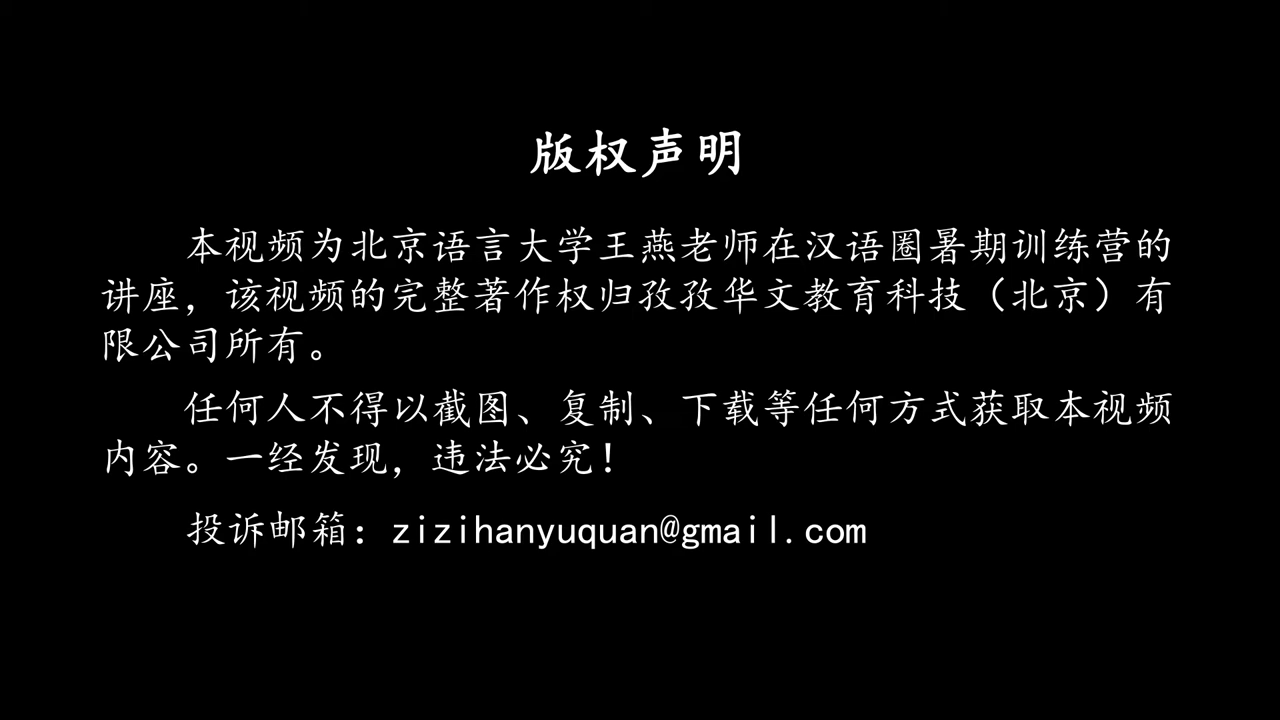 版权声明
本视频为北京语言大学王燕老师在汉语圈暑期训练营的
讲座，该视频的完整著作权归孜孜华文教育科技（北京）有
限公司所有。
任何人不得以截图、复制、下载等任何方式获取本视频
内容。一经发现，违法必究！
投诉邮箱：zizihanyuquan@gmail.com